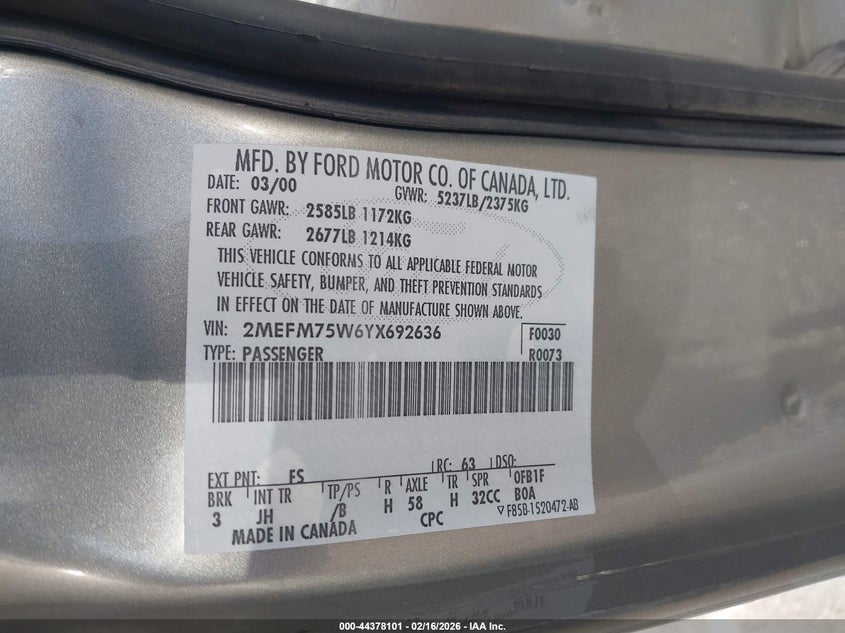 MFD. BY FORD MOTOR CO. OF CANADA, LTD.
DATE: 03/00 GVWR: 5237LB/2375KG
FRONT GAWR: 2585LB 1172KG
REAR GAWR: 2677LB 1214KG
THIS VEHICLE CONFORMS TO ALL APPLICABLE FEDERAL MOTOR
VEHICLE SAFETY, BUMPER, AND THEFT PREVENTION STANDARDS
IN EFFECT ON THE DATE OF MANUFACTURE SHOWN ABOVE.
VIN: 2MEFM75W6YX692636 F0030
TYPE: PASSENGER R0073
EXT PNT: FS RC: 63 DSO:
BRK INT TR TP/PS R AXLE TR SPR 0FB1F
3 JH /B H 58 H 32CC BOA
MADE IN CANADA CPC F85B-1520472-AB
000-44378101 - 02/16/2026 - IAA Inc.